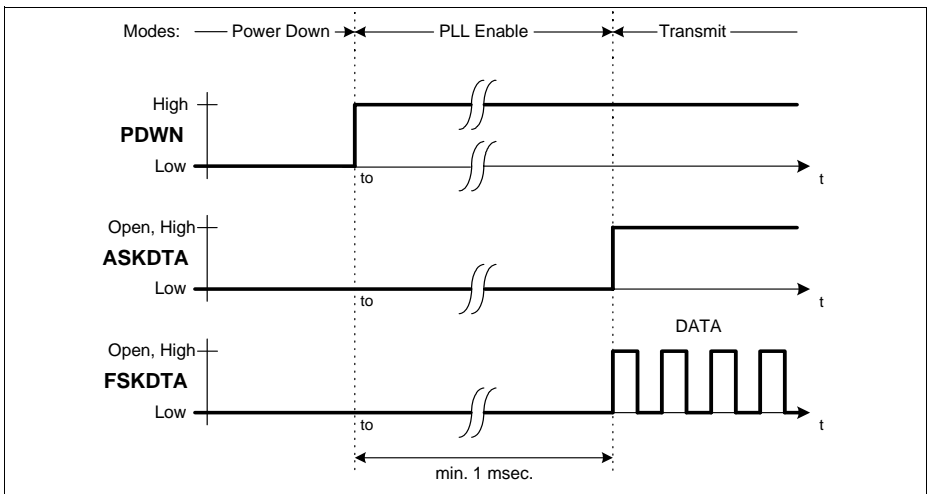 Modes: Power Down PLL Enable Transmit
High
PDWN
Low
to
t
Open, High
ASKDTA
Low
to
t
DATA
Open, High
FSKDTA
Low
to
t
min. 1 msec.